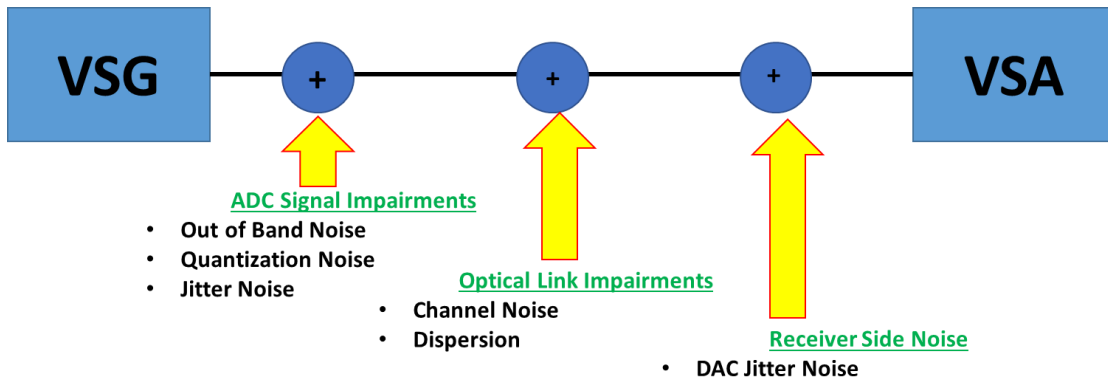 VSG
+
+
+
VSA
ADC Signal Impairments
• Out of Band Noise
• Quantization Noise
• Jitter Noise
Optical Link Impairments
• Channel Noise
• Dispersion
Receiver Side Noise
• DAC Jitter Noise